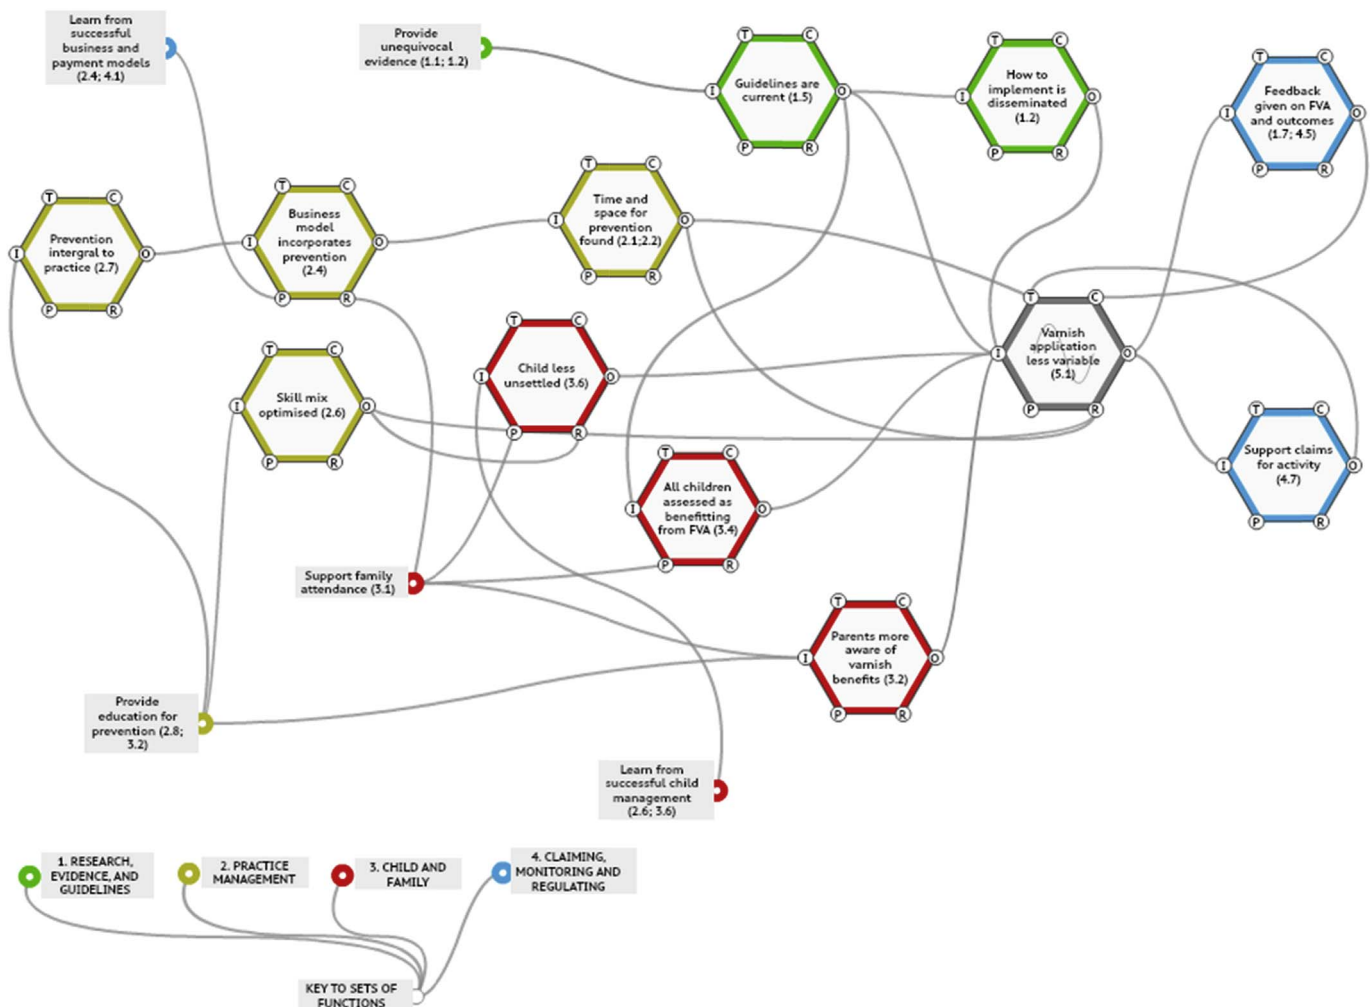 Learn from
successful
business and
payment models
(2.4; 4.1)
Provide
unequivocal
evidence (1.1; 1.2)
T C
I Guidelines are O
current (1.5)
P R
T C
How to
I implement is O
disseminated
(1.2)
P R
T C
Feedback
I given on FVA O
and outcomes
(1.7; 4.5)
P R
T C
Prevention
I intergral to O
practice (2.7)
P R
T C
Business
model
I incorporates O
prevention
(2.4)
P R
T C
Time and
I space for O
prevention
found (2.1;2.2)
P R
T C
Varnish
I application O
less variable
(5.1)
P R
T C
I Child less O
unsettled (3.6)
P R
T C
I Skill mix O
optimised (2.6)
P R
T C
All children
assessed as
I benefitting O
from FVA (3.4)
P R
T C
I Support claims O
for activity
(4.7)
P R
Support family
attendance (3.1)
T C
Parents more
I aware of O
varnish
benefits (3.2)
P R
Provide
education for
prevention (2.8;
3.2)
Learn from
successful child
management
(2.6; 3.6)
1. RESEARCH,
EVIDENCE, AND
GUIDELINES
2. PRACTICE
MANAGEMENT
3. CHILD AND
FAMILY
4. CLAIMING,
MONITORING AND
REGULATING
KEY TO SETS OF
FUNCTIONS